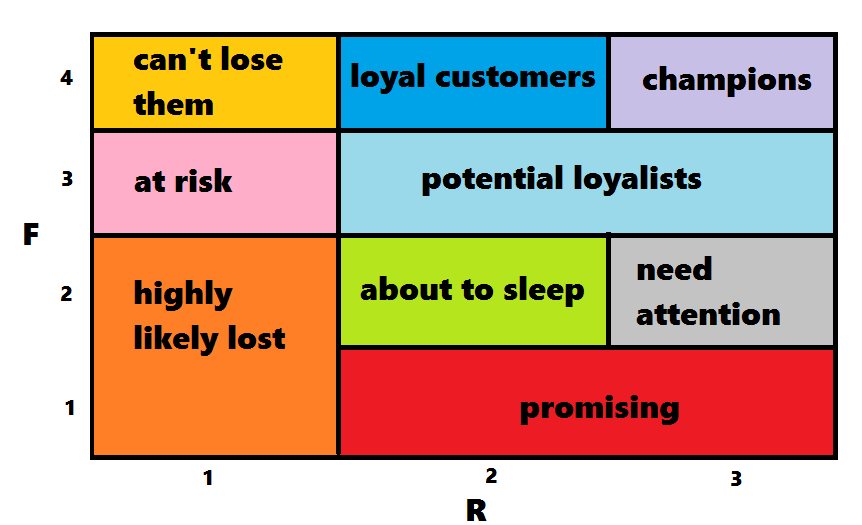 4
can't lose
them
loyal customers
champions
3
at risk
potential loyalists
F
2
highly
likely lost
about to sleep
need
attention
1
promising
1
2
3
R